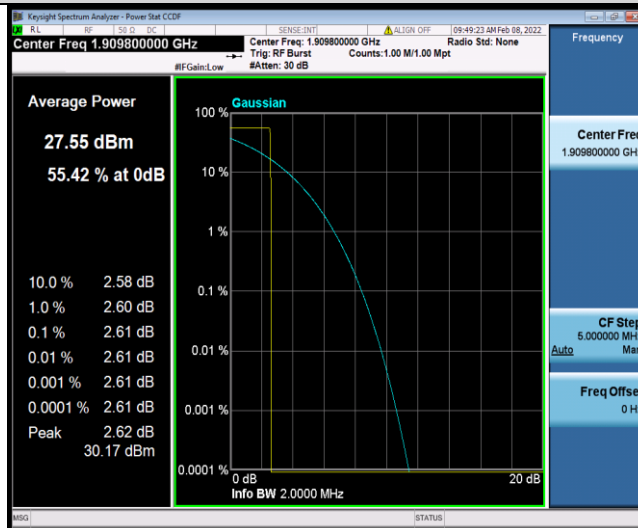 Keysight Spectrum Analyzer - Power Stat CCDF
RL RF 50 Ω DC SENSE:INT ALIGN OFF 09:49:23 AM Feb 08, 2022
Center Freq 1.909800000 GHz
Center Freq: 1.909800000 GHz Radio Std: None
Trig: RF Burst Counts:1.00 M/1.00 Mpt
#IFGain:Low #Atten: 30 dB
Frequency
Average Power
27.55 dBm
55.42 % at 0dB
10.0 % 2.58 dB
1.0 % 2.60 dB
0.1 % 2.61 dB
0.01 % 2.61 dB
0.001 % 2.61 dB
0.0001 % 2.61 dB
Peak 2.62 dB
30.17 dBm
Gaussian
100 %
10 %
1 %
0.1 %
0.01 %
0.001 %
0.0001 %
0 dB 20 dB
Info BW 2.0000 MHz
Center Freq
1.909800000 GH
CF Step
5.000000 MH
Auto Man
Freq Offse
0 H
MSG STATUS